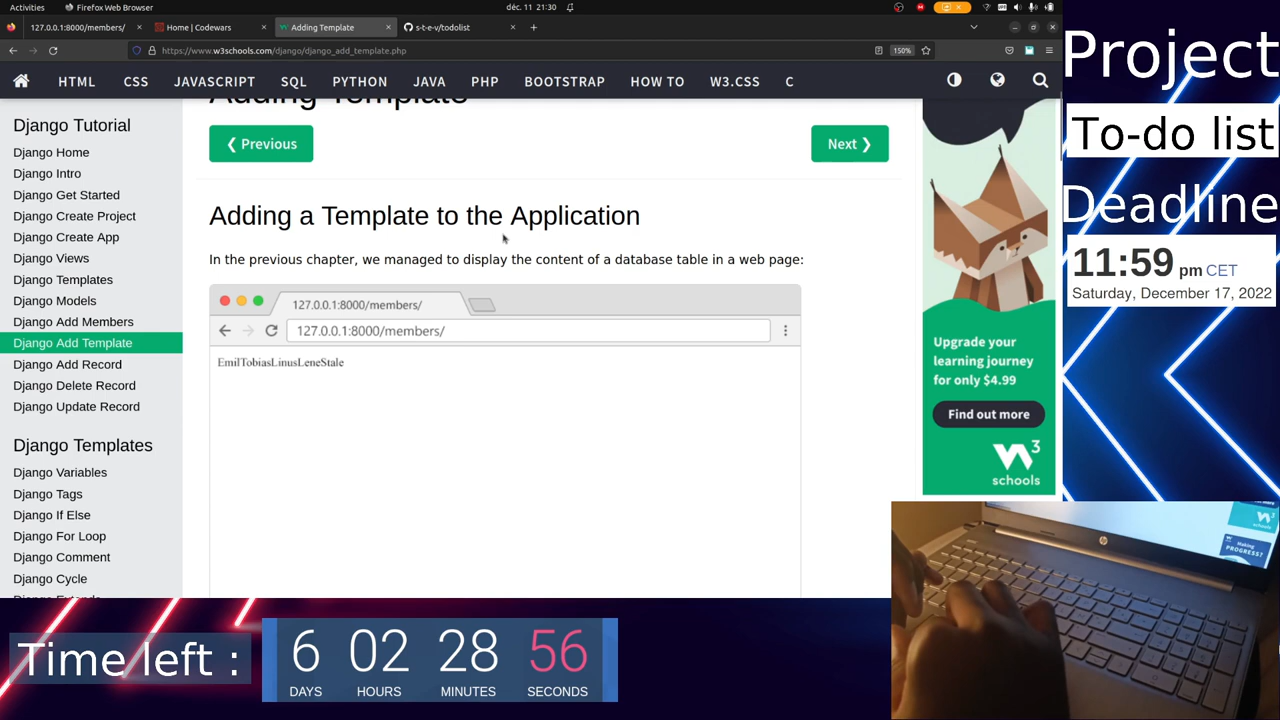 Activities
Firefox Web Browser
déc. 11 21:30
127.0.0.1:8000/members/
Home | Codewars
Adding Template
s-t-e-v/todolist
https://www.w3schools.com/django/django_add_template.php
150%
HTML
CSS
JAVASCRIPT
SQL
PYTHON
JAVA
PHP
BOOTSTRAP
HOW TO
W3.CSS
C
Django Tutorial
Django Home
Django Intro
Django Get Started
Django Create Project
Django Create App
Django Views
Django Templates
Django Models
Django Add Members
Django Add Template
Django Add Record
Django Delete Record
Django Update Record
Django Templates
Django Variables
Django Tags
Django If Else
Django For Loop
Django Comment
Django Cycle
Django Extends
Adding Template
❮ Previous
Next ❯
Adding a Template to the Application
In the previous chapter, we managed to display the content of a database table in a web page:
127.0.0.1:8000/members/
127.0.0.1:8000/members/
EmilTobiasLinusLeneStale
Upgrade your
learning journey
for only $4.99
Find out more
W3
schools
Project
To-do list
Deadline
11:59 pm CET
Saturday, December 17, 2022
Making
PROGRESS?
Time left :
6 02 28 56
DAYS HOURS MINUTES SECONDS